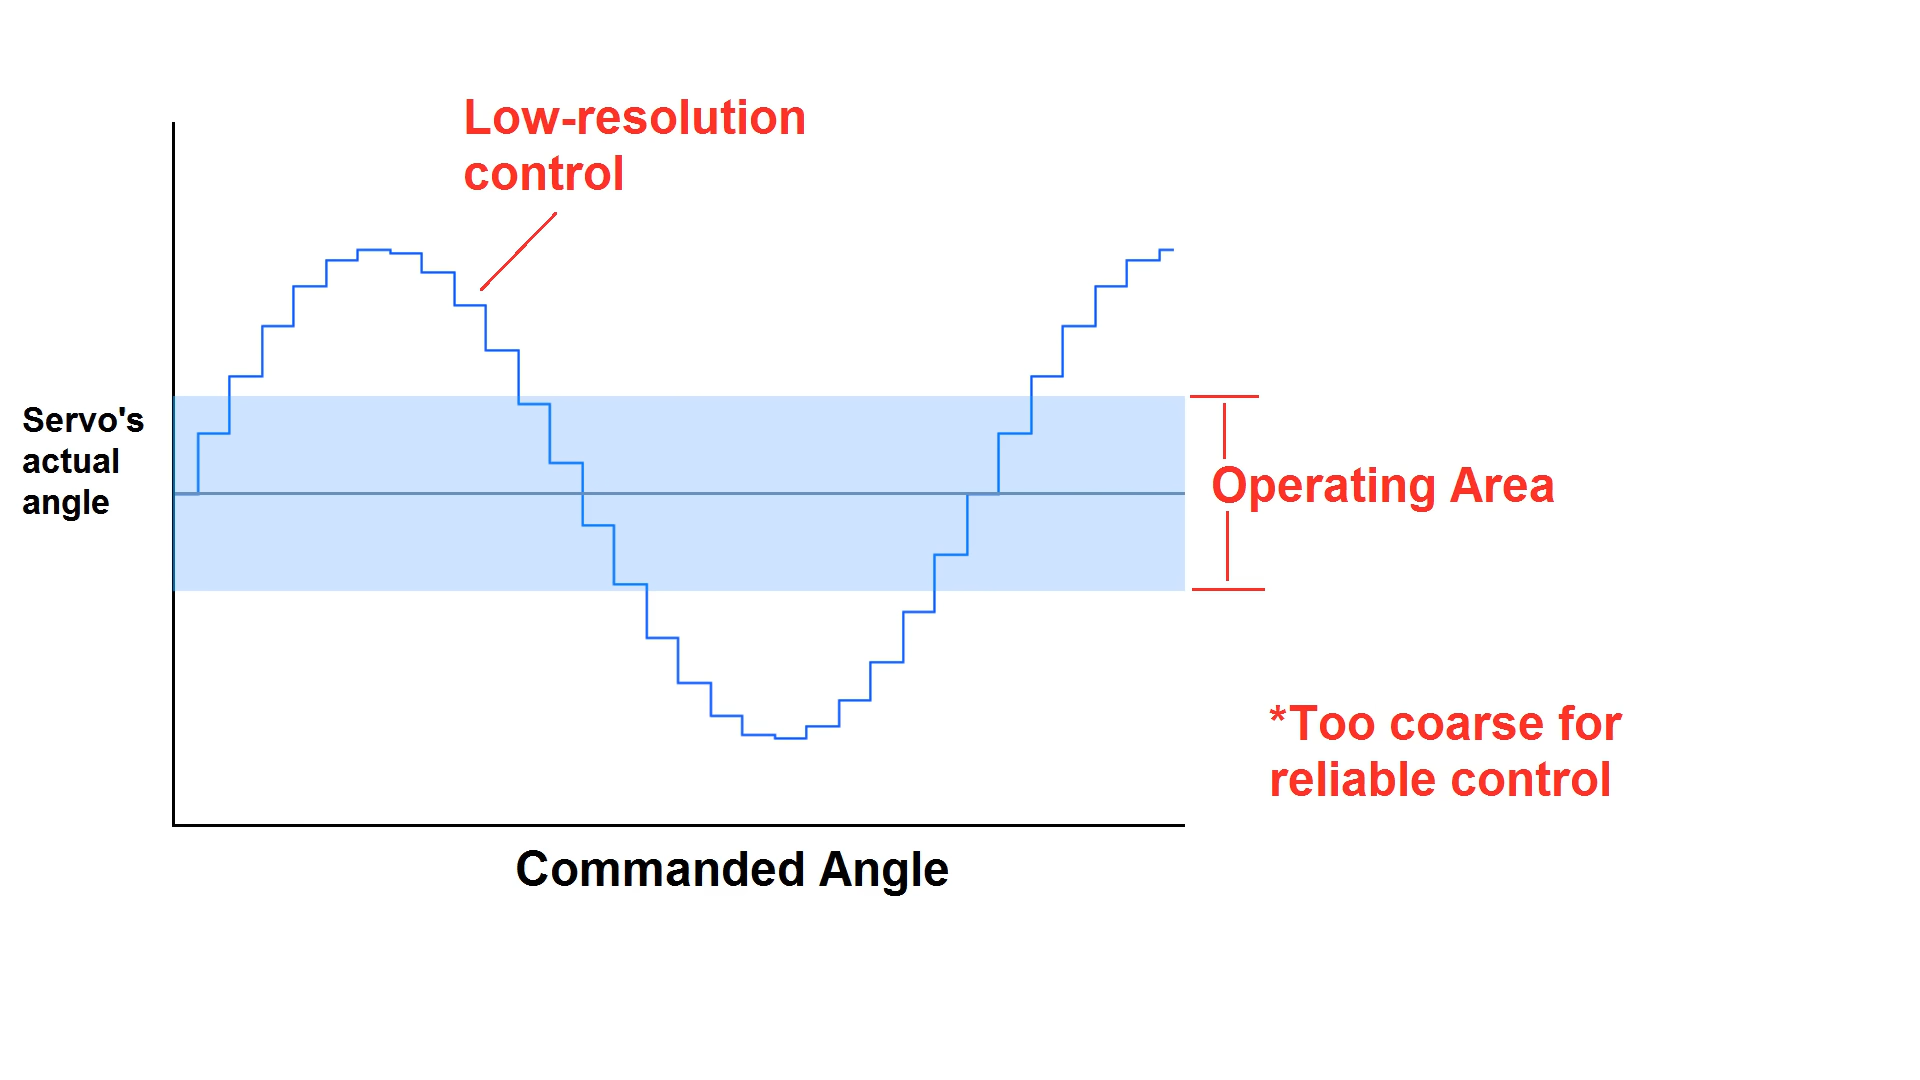 Low-resolution
control
Servo's
actual
angle
Operating Area
*Too coarse for
reliable control
Commanded Angle